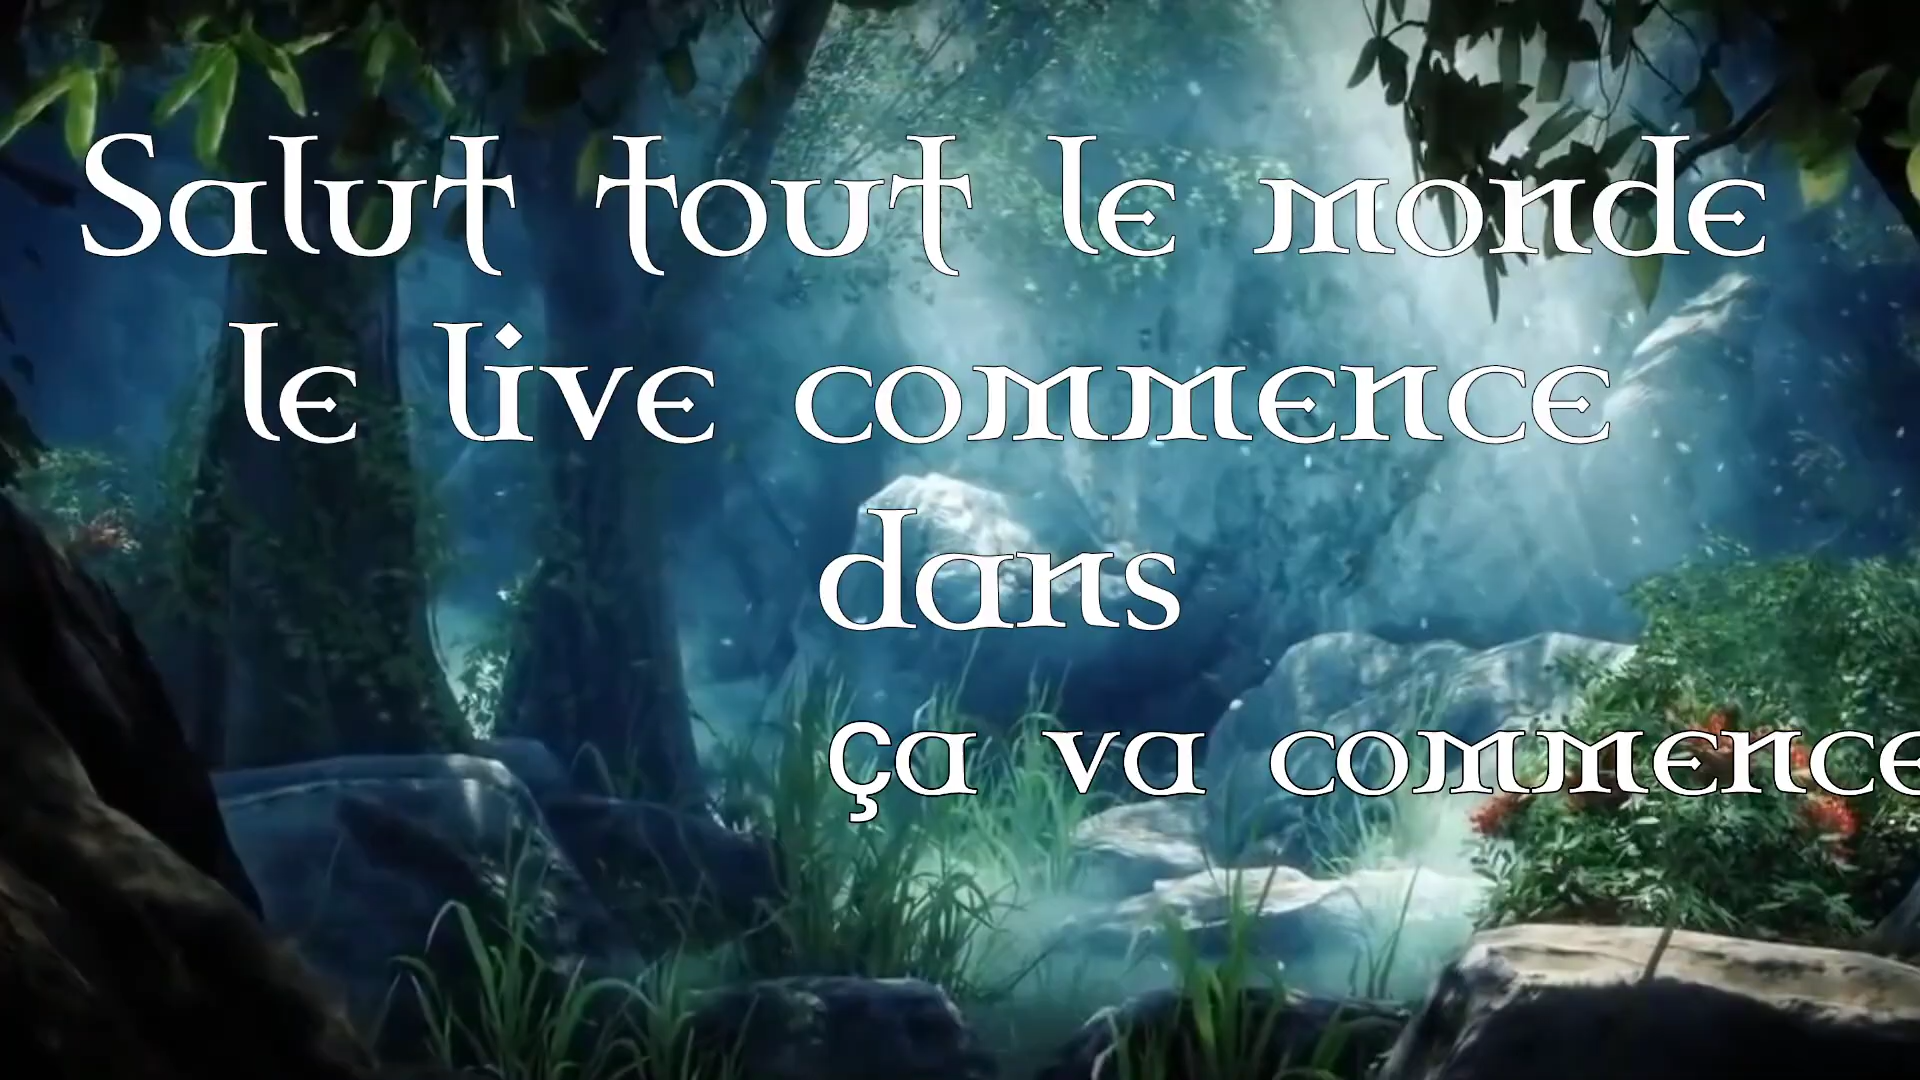 Salut tout le monde
le live commence
dans
ça va commence